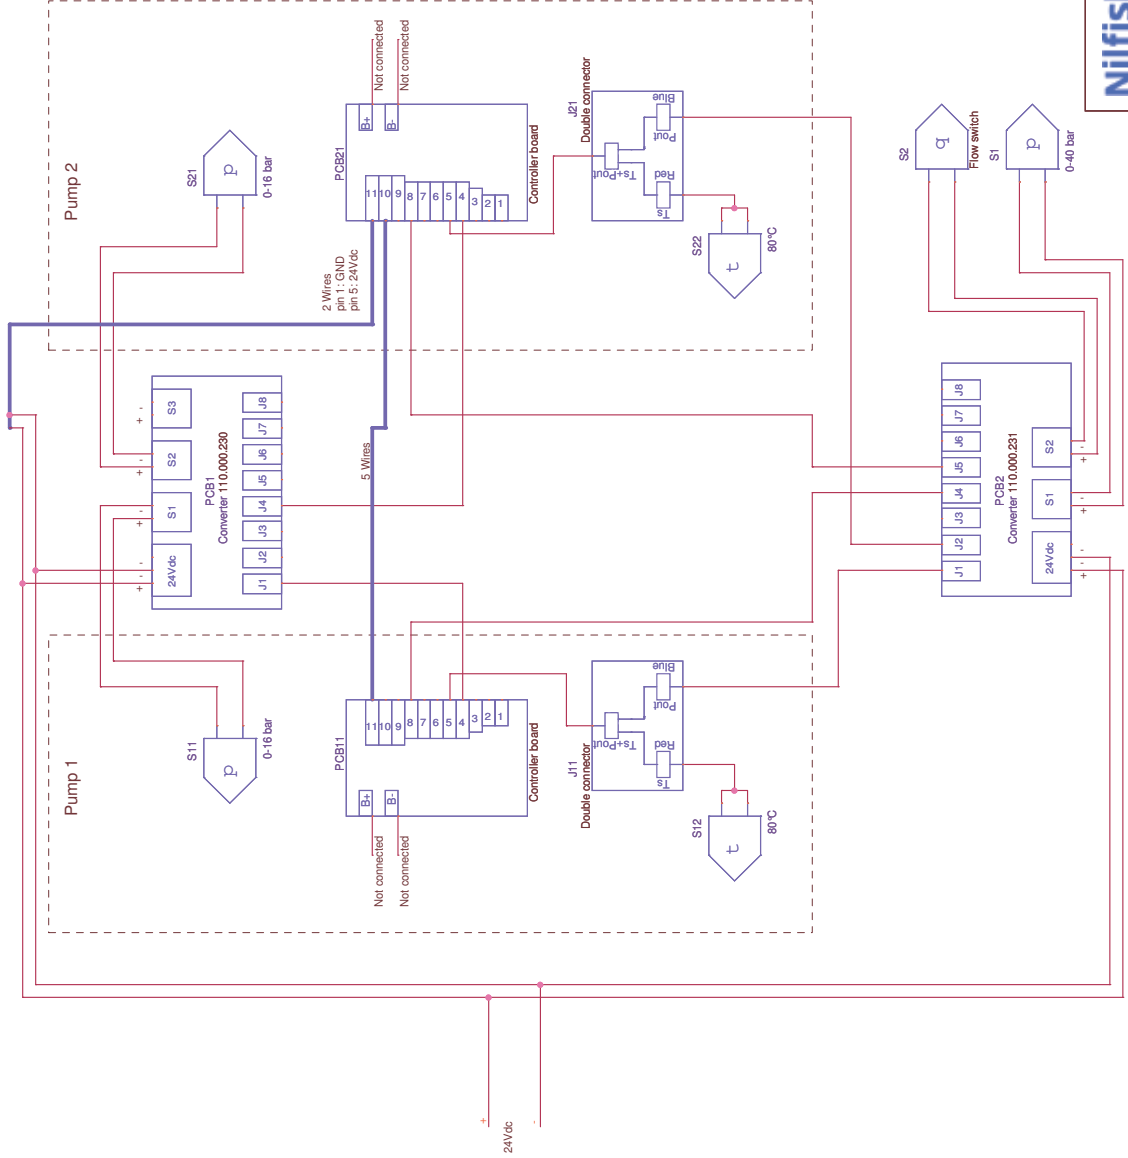 Pump 2
Not connected
Not connected
B+
B-
PCB21
11
10
9
8
7
6
5
4
3
2
1
Controller board
S21
0-16 bar
J21
Double connector
Blue
Pout
Ts+Pout
Red
Ts
S22
80°C
t
2 Wires
pin 1: GND
pin 5: 24Vdc
S2
Flow switch
S1
0-40 bar
Nilfis
PCB1
Converter 110.000.230
24Vdc
S1
S2
S3
+
-
-
+
-
+
-
+
-
J1
J2
J3
J4
J5
J6
J7
J8
5 Wires
PCB2
Converter 110.000.231
J1
J2
J3
J4
J5
J6
J7
J8
24Vdc
S1
S2
+
-
-
+
-
+
-
Pump 1
S11
0-16 bar
PCB11
11
10
9
8
7
6
5
4
3
2
1
B+
B-
Controller board
Not connected
Not connected
J11
Double connector
Blue
Pout
Ts+Pout
Red
Ts
S12
80°C
t
+
24Vdc
-